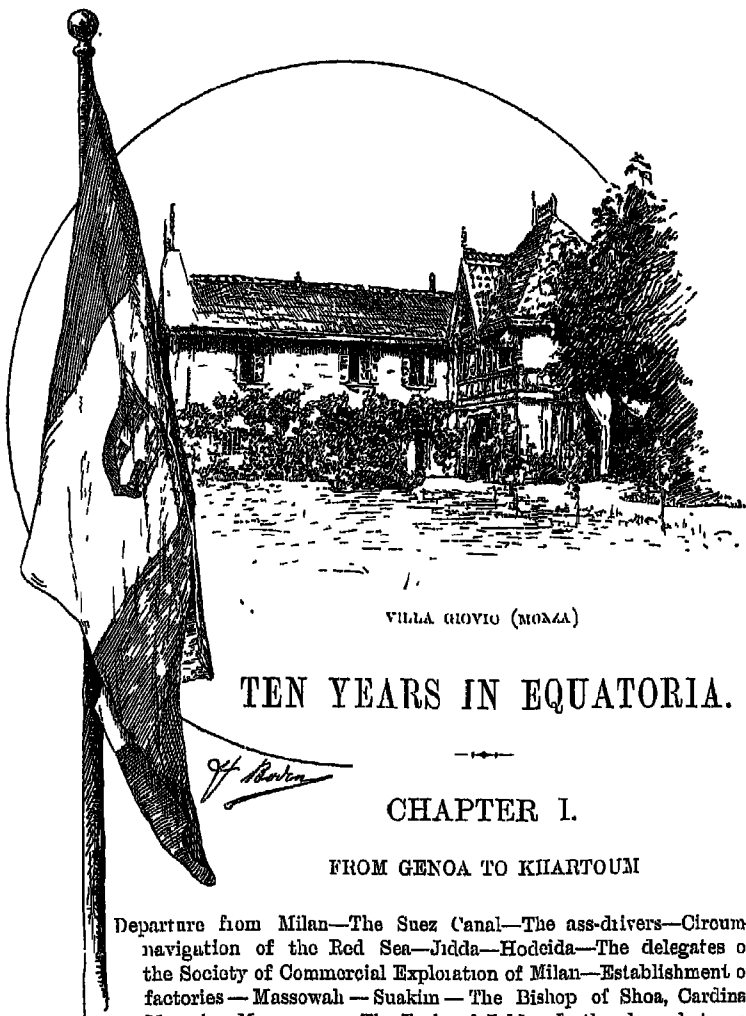 VILLA GIOVIO (MONZA)
TEN YEARS IN EQUATORIA.
CHAPTER I.
FROM GENOA TO KHARTOUM
Departure from Milan—The Suez Canal—The ass-drivers—Circum
navigation of the Red Sea—Jidda—Hodeida—The delegates o
the Society of Commercial Exploration of Milan—Establishment o
factories — Massowah — Suakim — The Bishop of Shoa, Cardina